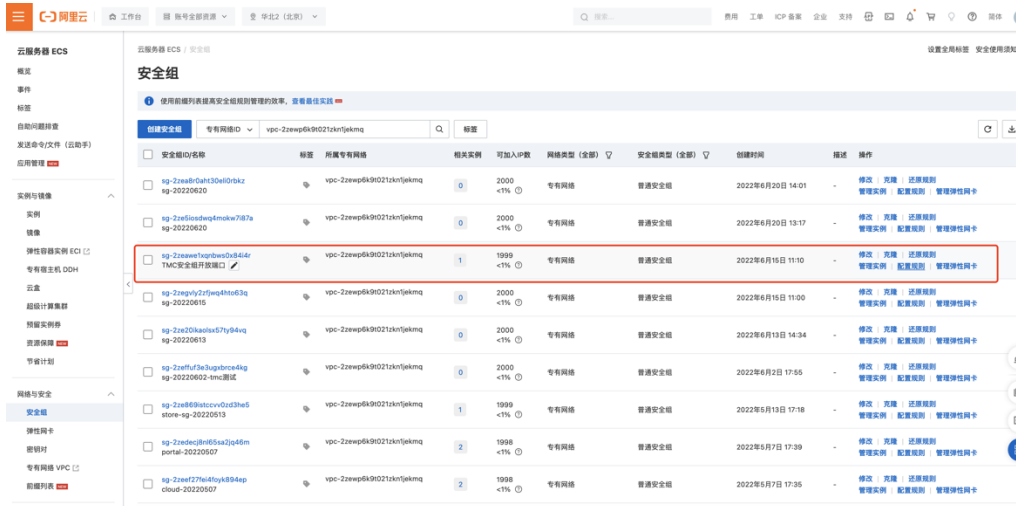 阿里云 工作台 账号全部资源 华北2（北京） 搜索... 费用 工单 ICP 备案 企业 支持 简体
云服务器 ECS
概览
事件
标签
自助问题排查
发送命令/文件（云助手）
应用管理
实例与镜像
实例
镜像
弹性容器实例 ECI
专有宿主机 DDH
云盒
超级计算集群
预留实例券
资源保障
节省计划
网络与安全
安全组
弹性网卡
密钥对
专有网络 VPC
前缀列表
云服务器 ECS / 安全组 设置全局标签 安全使用须知
安全组
使用前缀列表提高安全组规则管理的效率，查看最佳实践
创建安全组 专有网络ID vpc-2zewp6k9t021zkn1jekmq 标签
安全组ID/名称 标签 所属专有网络 相关实例 可加入IP数 网络类型（全部） 安全组类型（全部） 创建时间 描述 操作
sg-2zea8r0aht30eli0rbkz vpc-2zewp6k9t021zkn1jekmq 0 2000 专有网络 普通安全组 2022年6月20日 14:01 - 修改 克隆 还原规则
sg-20220620 <1% 管理实例 配置规则 管理弹性网卡
sg-2ze5iosdwq4mokw7i87a vpc-2zewp6k9t021zkn1jekmq 0 2000 专有网络 普通安全组 2022年6月20日 13:17 - 修改 克隆 还原规则
sg-20220620 <1% 管理实例 配置规则 管理弹性网卡
sg-2zeawe1xqnbws0x84i4r vpc-2zewp6k9t021zkn1jekmq 1 1999 专有网络 普通安全组 2022年6月15日 11:10 - 修改 克隆 还原规则
TMC安全组开放端口 <1% 管理实例 配置规则 管理弹性网卡
sg-2zegvly2zfjwq4hto63q vpc-2zewp6k9t021zkn1jekmq 0 2000 专有网络 普通安全组 2022年6月15日 11:00 - 修改 克隆 还原规则
sg-20220615 <1% 管理实例 配置规则 管理弹性网卡
sg-2ze20ikaolsx57ty94vq vpc-2zewp6k9t021zkn1jekmq 0 2000 专有网络 普通安全组 2022年6月13日 14:34 - 修改 克隆 还原规则
sg-20220613 <1% 管理实例 配置规则 管理弹性网卡
sg-2zeffuf3e3ugxbrce4kg vpc-2zewp6k9t021zkn1jekmq 0 2000 专有网络 普通安全组 2022年6月2日 17:55 - 修改 克隆 还原规则
sg-20220602-tmc测试 <1% 管理实例 配置规则 管理弹性网卡
sg-2ze869istccvv0zd3he5 vpc-2zewp6k9t021zkn1jekmq 1 1999 专有网络 普通安全组 2022年5月13日 17:18 - 修改 克隆 还原规则
store-sg-20220513 <1% 管理实例 配置规则 管理弹性网卡
sg-2zedecj8nl65sa2jq46m vpc-2zewp6k9t021zkn1jekmq 2 1998 专有网络 普通安全组 2022年5月7日 17:39 - 修改 克隆 还原规则
portal-20220507 <1% 管理实例 配置规则 管理弹性网卡
sg-2zeef27fei4foyk894ep vpc-2zewp6k9t021zkn1jekmq 2 1998 专有网络 普通安全组 2022年5月7日 17:35 - 修改 克隆 还原规则
cloud-20220507 <1% 管理实例 配置规则 管理弹性网卡